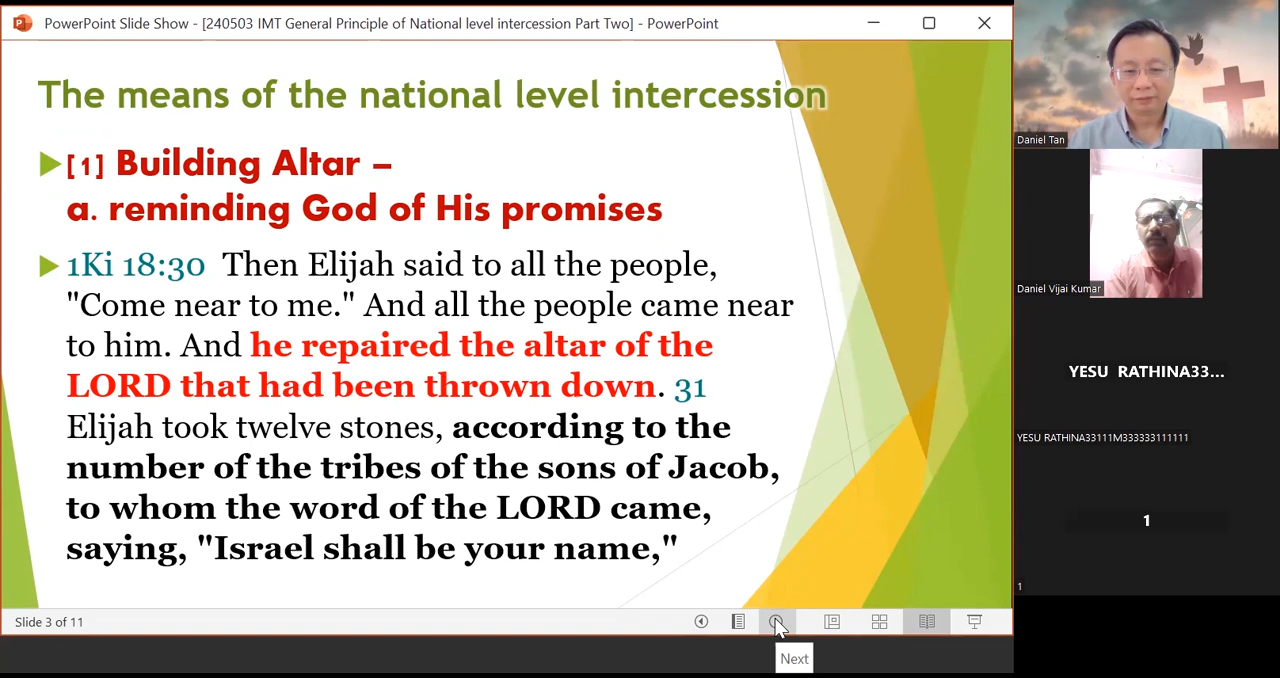 PowerPoint Slide Show - [240503 IMT General Principle of National level intercession Part Two] - PowerPoint
The means of the national level intercession
[1] Building Altar –
a. reminding God of His promises
1Ki 18:30 Then Elijah said to all the people,
"Come near to me." And all the people came near
to him. And he repaired the altar of the
LORD that had been thrown down. 31
Elijah took twelve stones, according to the
number of the tribes of the sons of Jacob,
to whom the word of the LORD came,
saying, "Israel shall be your name,"
Slide 3 of 11
Next
Daniel Tan
Daniel Vijai Kumar
YESU RATHINA33...
YESU RATHINA33111M333333111111
1
1